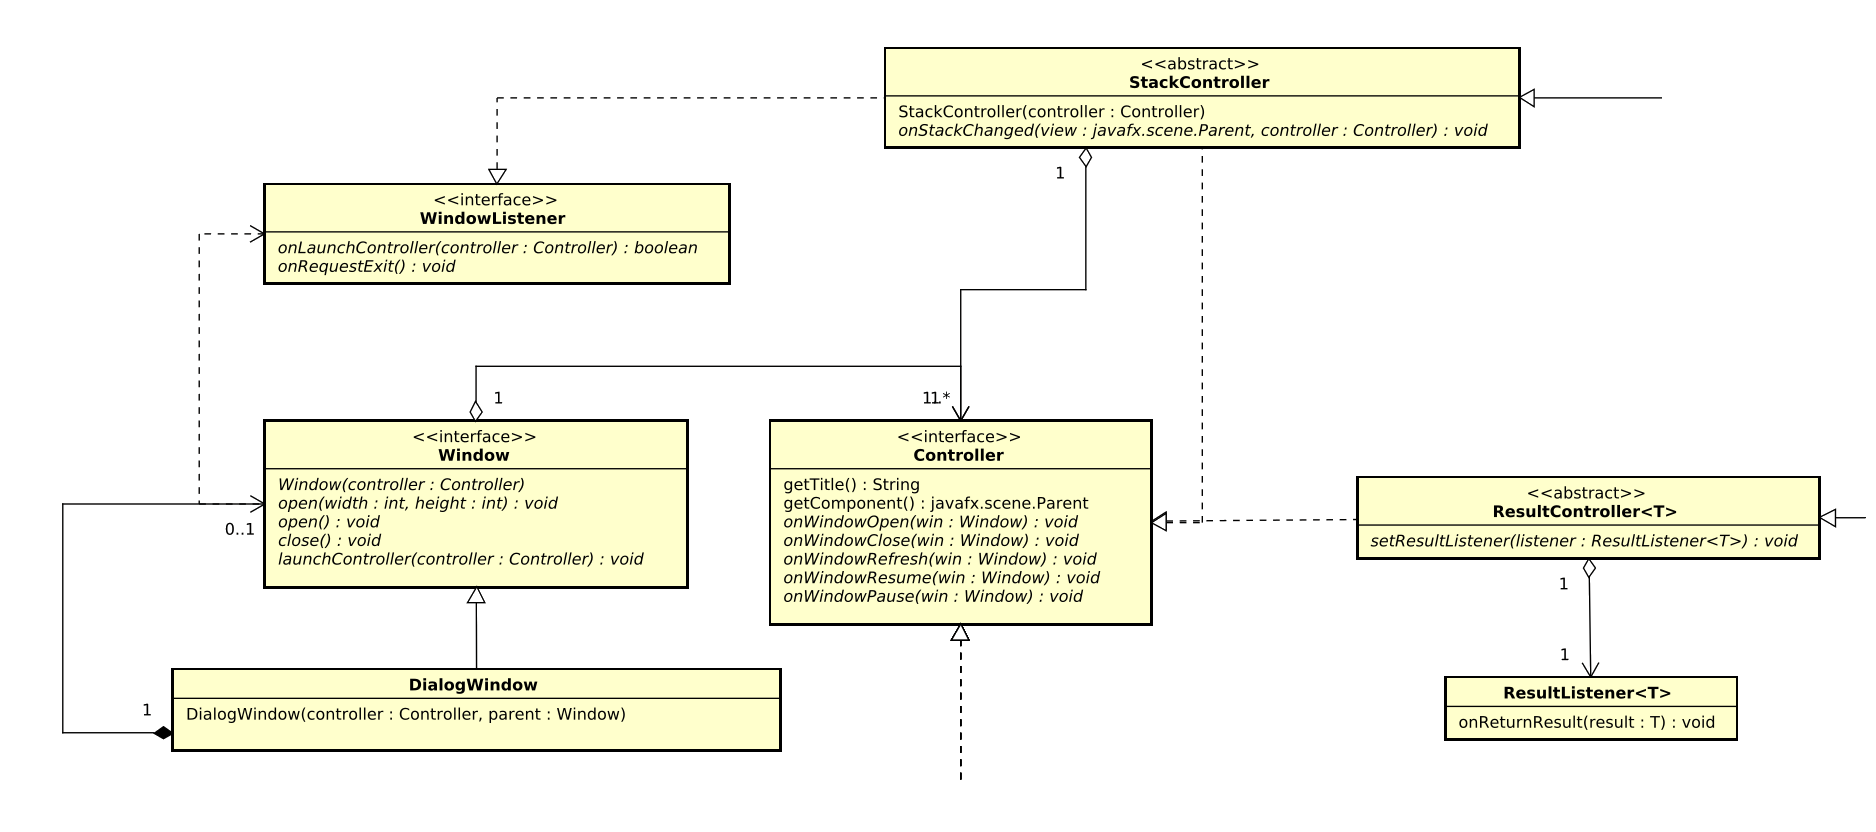 <<abstract>>
StackController
StackController(controller : Controller)
onStackChanged(view : javafx.scene.Parent, controller : Controller) : void
1
<<interface>>
WindowListener
onLaunchController(controller : Controller) : boolean
onRequestExit() : void
1
11.*
<<interface>>
Window
Window(controller : Controller)
open(width : int, height : int) : void
open() : void
close() : void
launchController(controller : Controller) : void
0..1
<<interface>>
Controller
getTitle() : String
getComponent() : javafx.scene.Parent
onWindowOpen(win : Window) : void
onWindowClose(win : Window) : void
onWindowRefresh(win : Window) : void
onWindowResume(win : Window) : void
onWindowPause(win : Window) : void
<<abstract>>
ResultController<T>
setResultListener(listener : ResultListener<T>) : void
1
1
DialogWindow
DialogWindow(controller : Controller, parent : Window)
1
ResultListener<T>
onReturnResult(result : T) : void